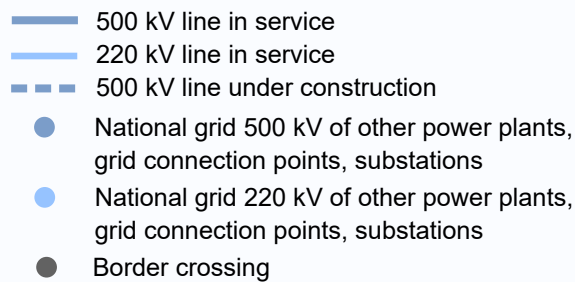 500 kV line in service
220 kV line in service
500 kV line under construction
National grid 500 kV of other power plants,
grid connection points, substations
National grid 220 kV of other power plants,
grid connection points, substations
Border crossing